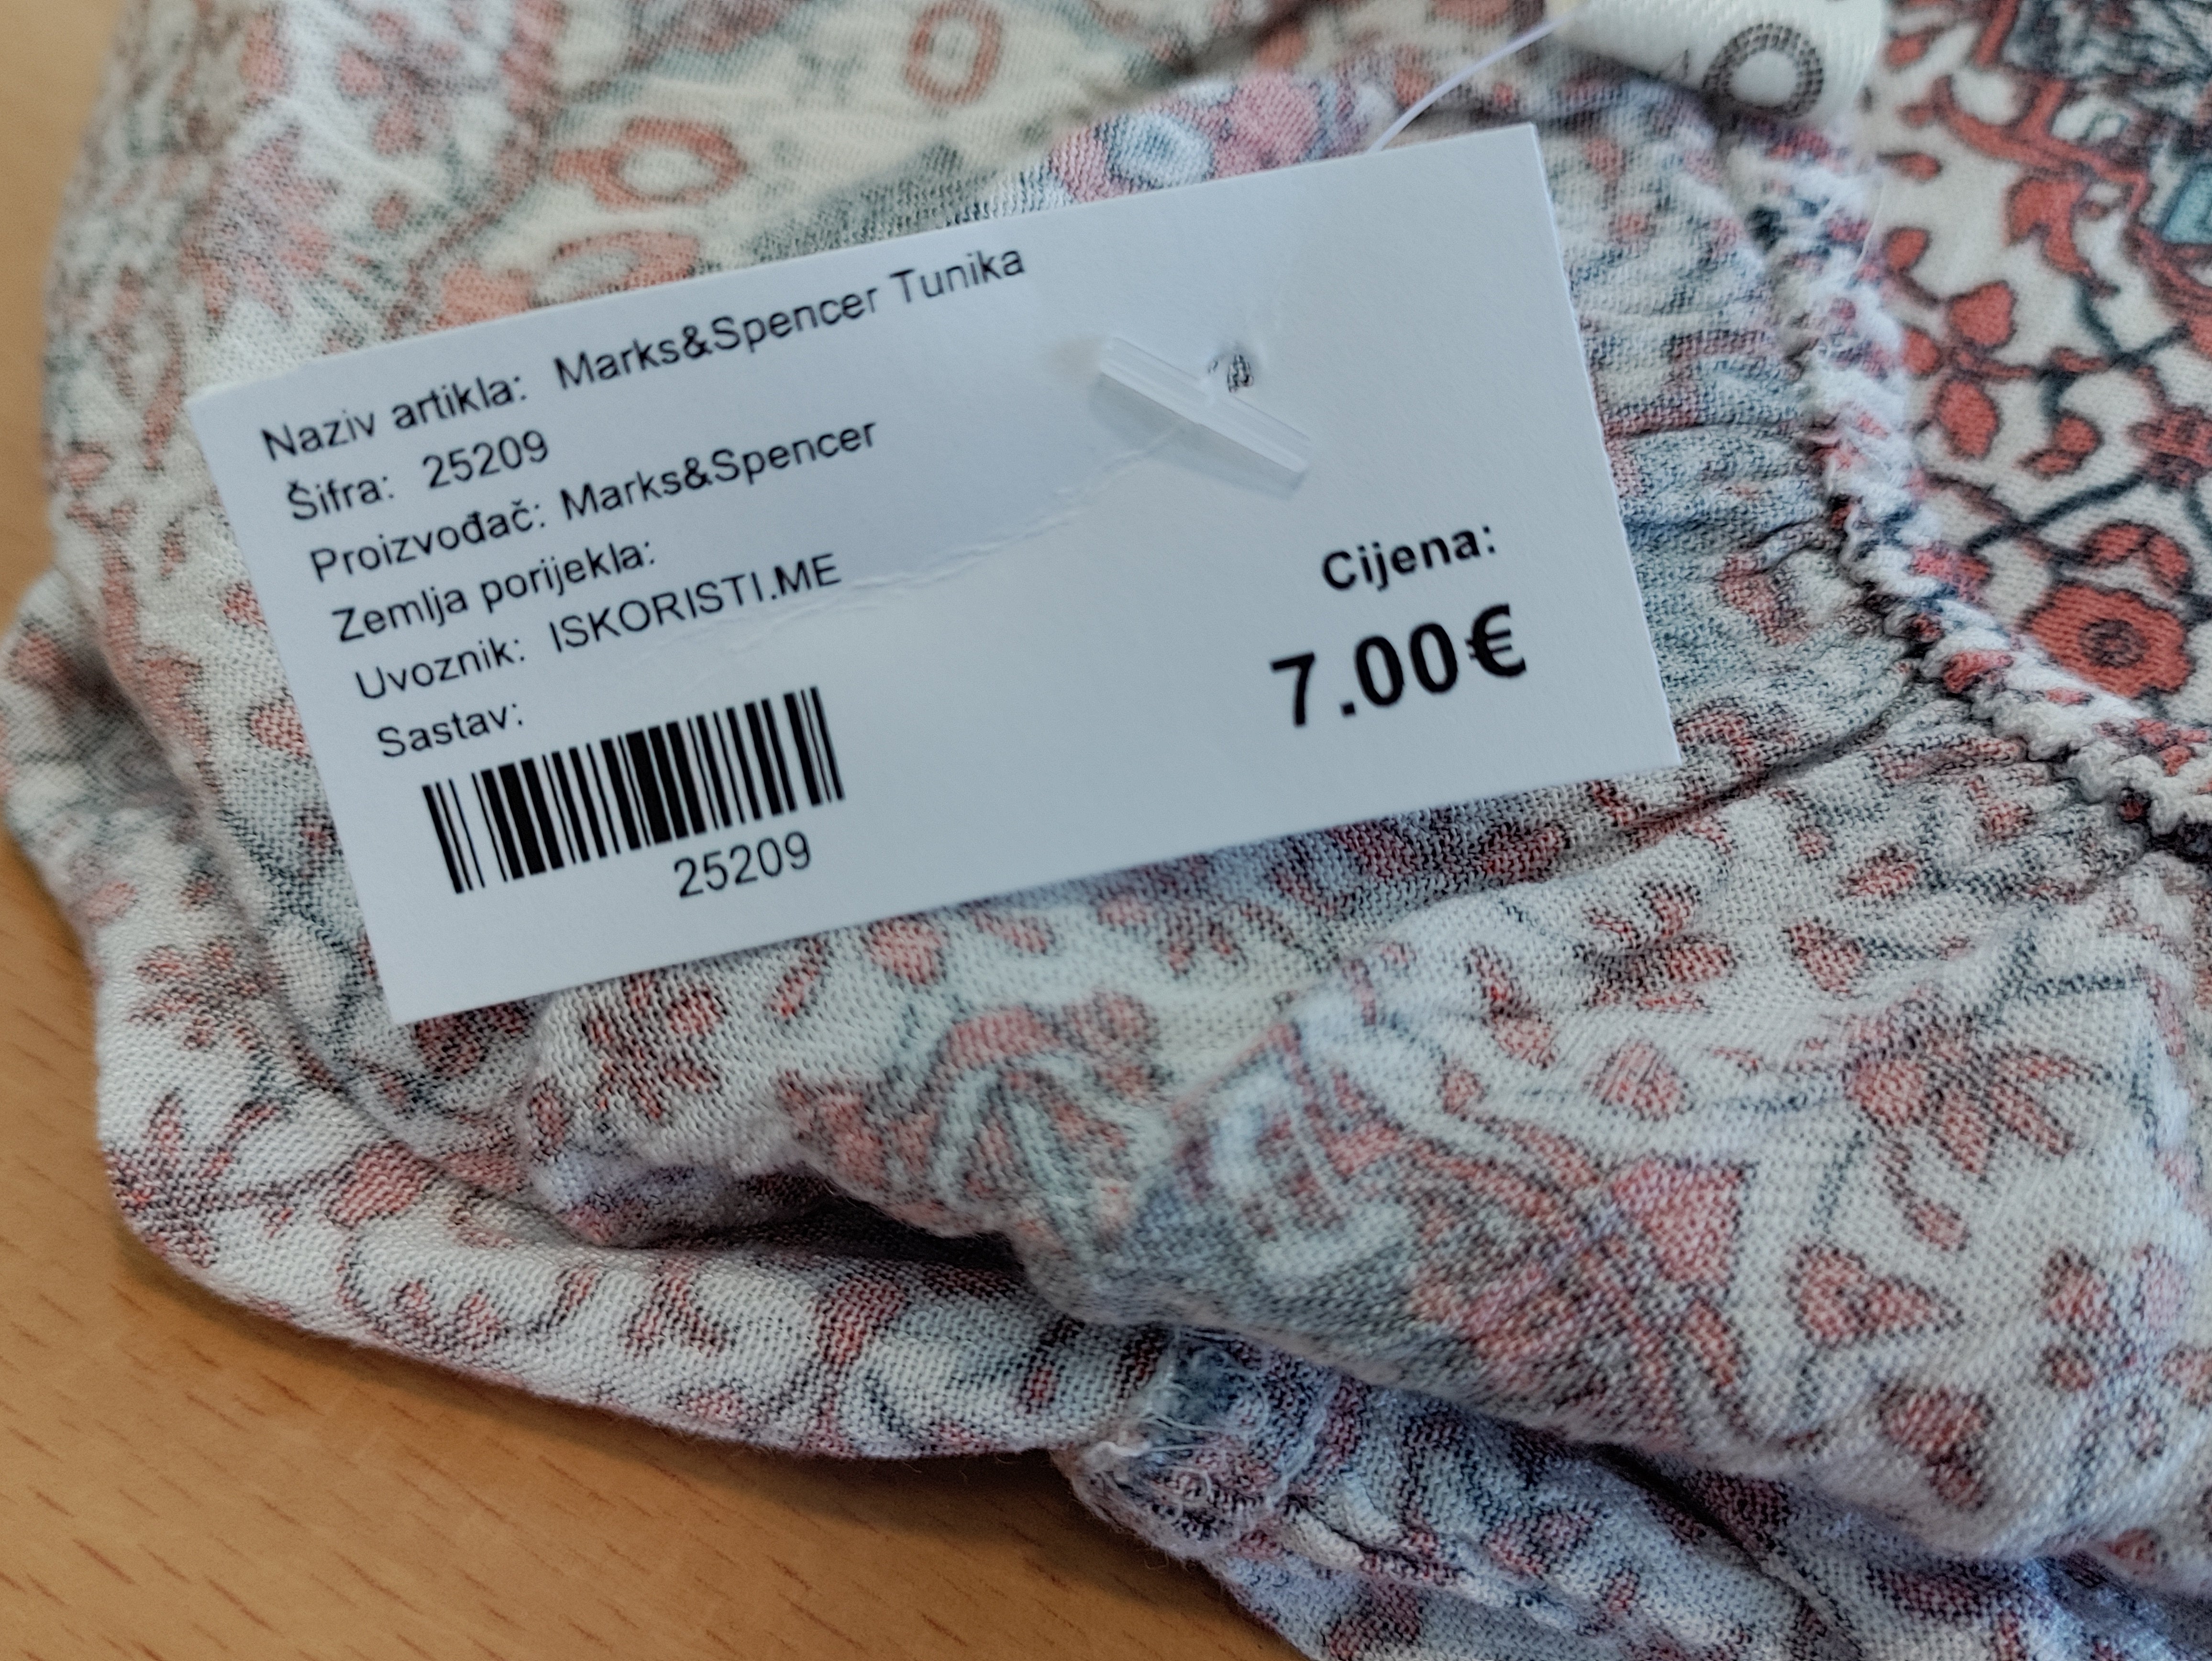 Naziv artikla: Marks&Spencer Tunika
Šifra: 25209
Proizvođač: Marks&Spencer
Zemlja porijekla:
Uvoznik: ISKORISTI.ME
Sastav:
25209
Cijena:
7.00€